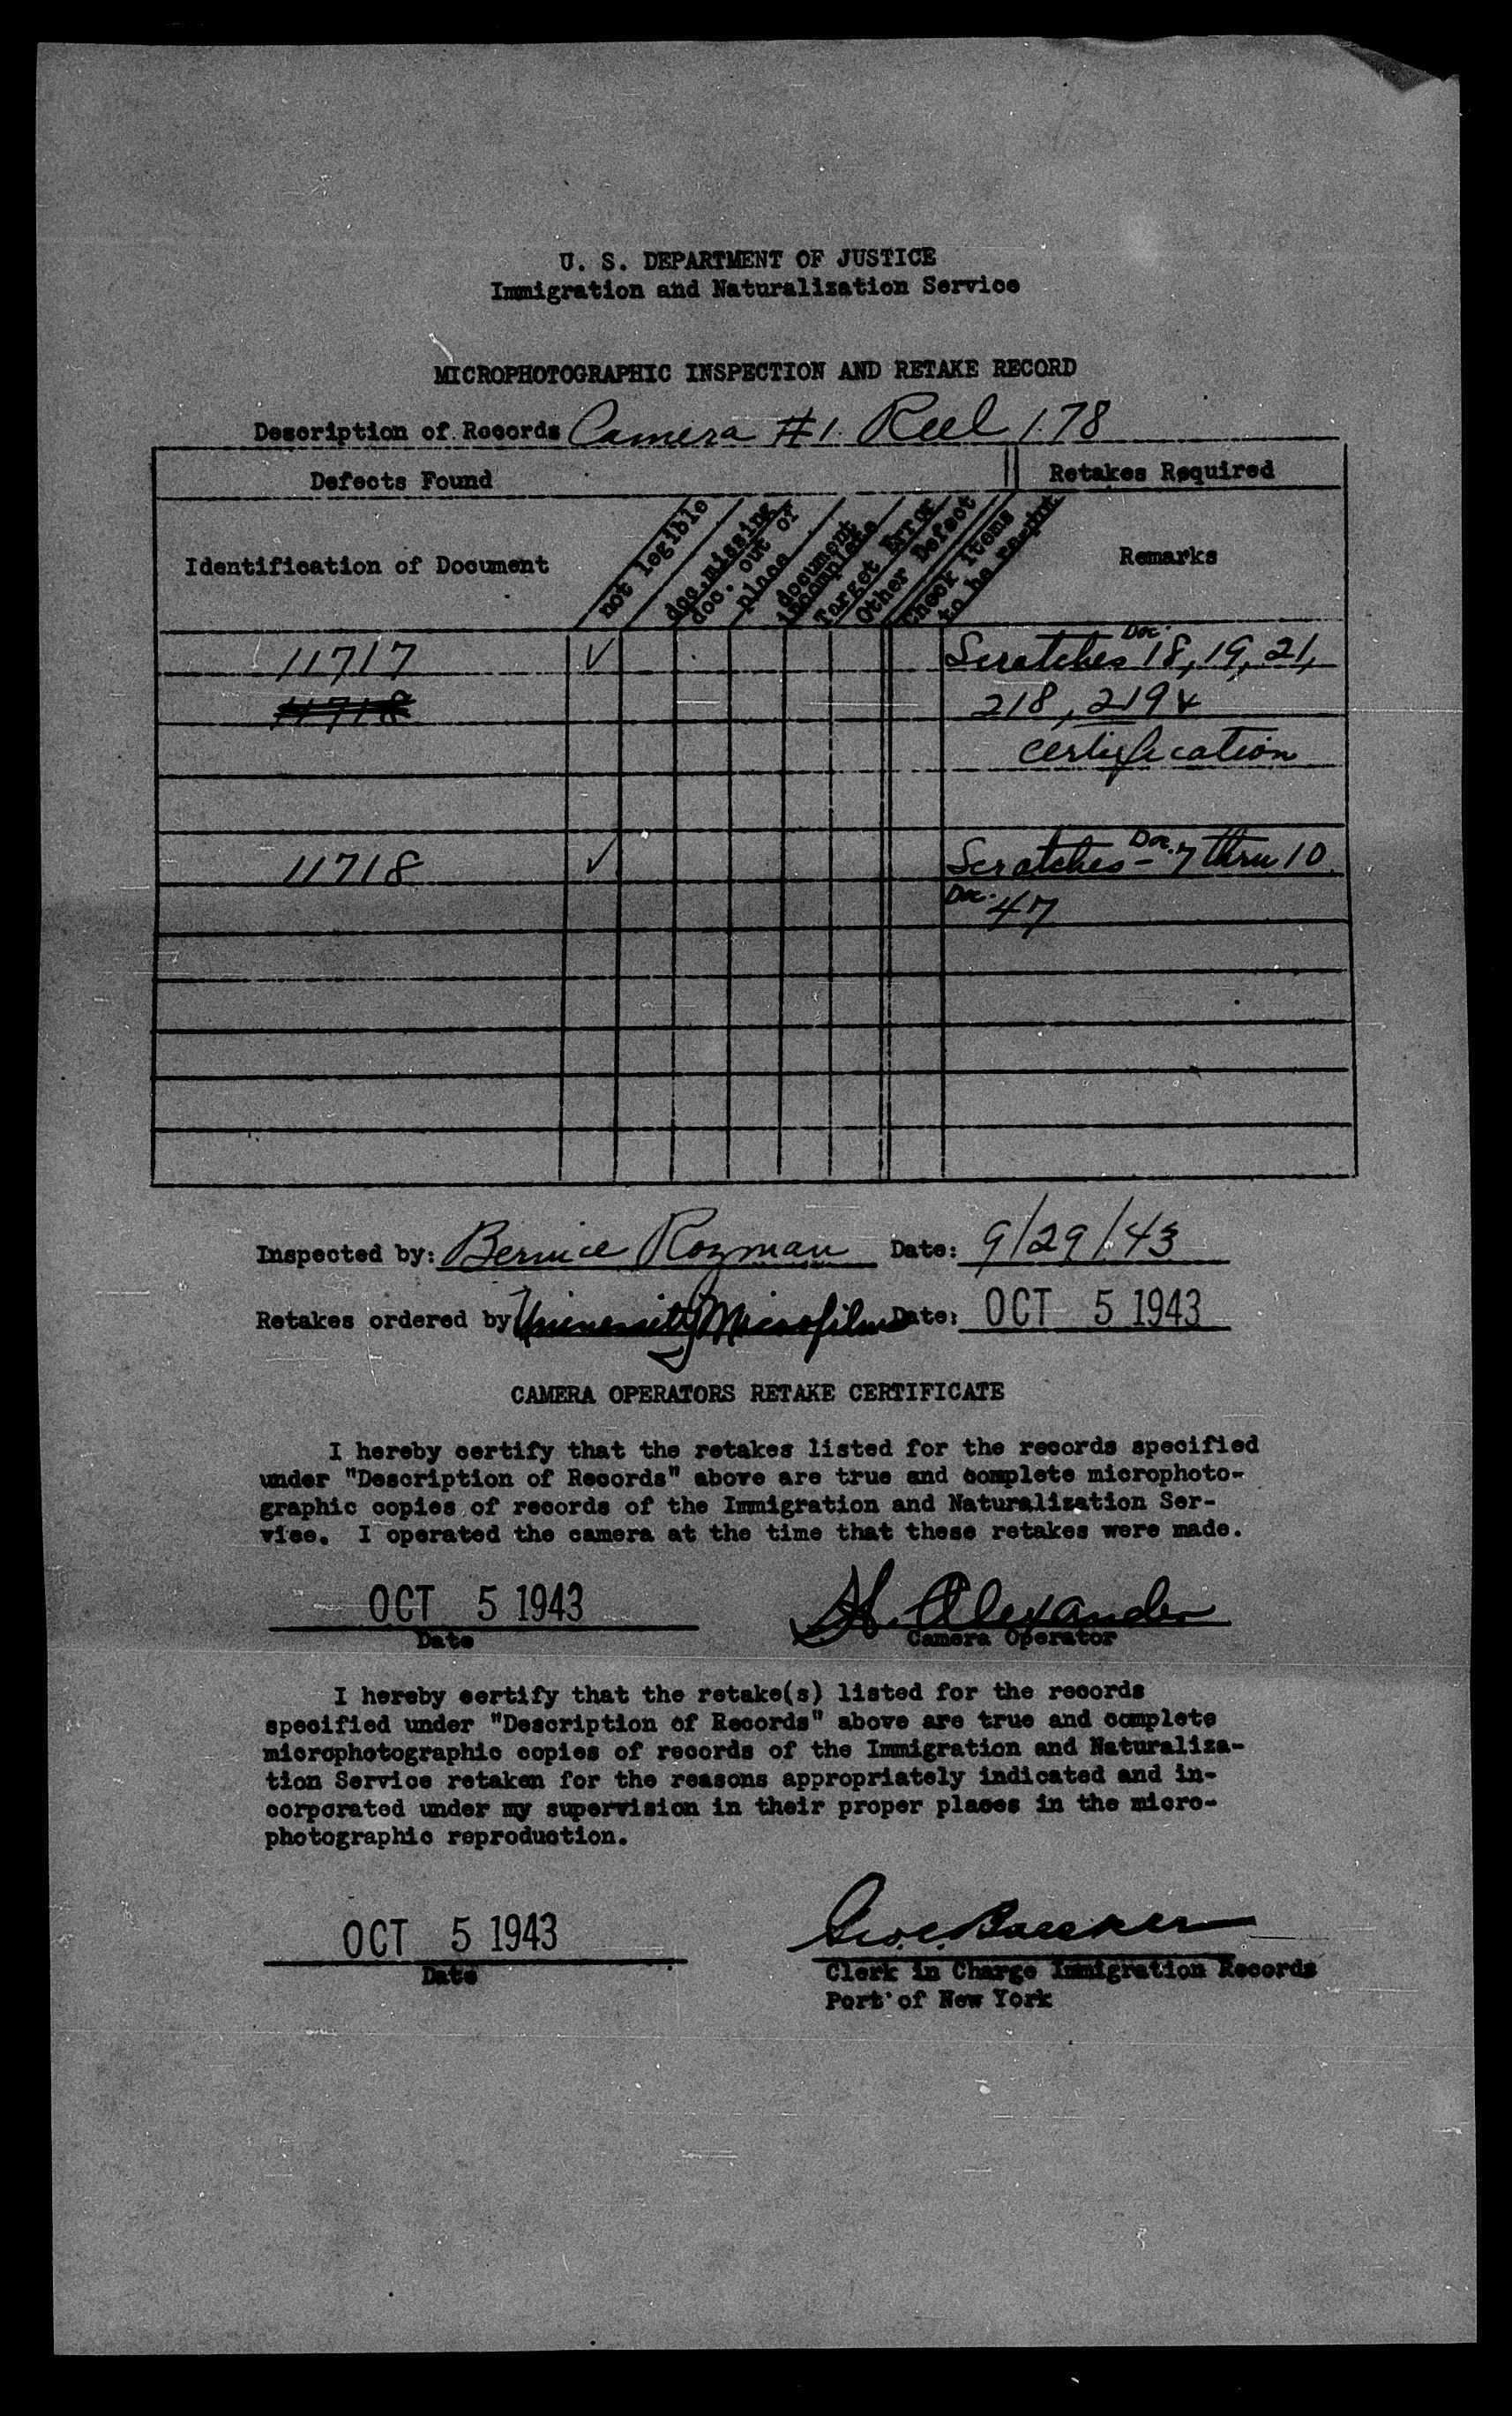 U. S. DEPARTMENT OF JUSTICE
Immigration and Naturalization Service
MICROPHOTOGRAPHIC INSPECTION AND RETAKE RECORD
Description of Records Camera #1 Reel 178
Defects Found
Retakes Required
Identification of Document
not legible
doc. missing
doc. out of
place
document
incomplete
Target Error
Other Defect
Check items
to be re-pht
Remarks
11717 ✓ Scratches Doc. 18, 19, 21,
11718 218, 219 &
certification
11718 ✓ Scratches - Doc. 7 thru 10
Doc. 47
Inspected by: Bernice Rozman Date: 9/29/43
Retakes ordered by University Microfilms Date: OCT 5 1943
CAMERA OPERATORS RETAKE CERTIFICATE
I hereby certify that the retakes listed for the records specified
under "Description of Records" above are true and complete microphoto-
graphic copies of records of the Immigration and Naturalization Ser-
vice. I operated the camera at the time that these retakes were made.
OCT 5 1943 Alexander
Date Camera Operator
I hereby certify that the retake(s) listed for the records
specified under "Description of Records" above are true and complete
microphotographic copies of records of the Immigration and Naturaliza-
tion Service retaken for the reasons appropriately indicated and in-
corporated under my supervision in their proper places in the micro-
photographic reproduction.
OCT 5 1943
Date
Clerk in Charge Immigration Records
Port of New York